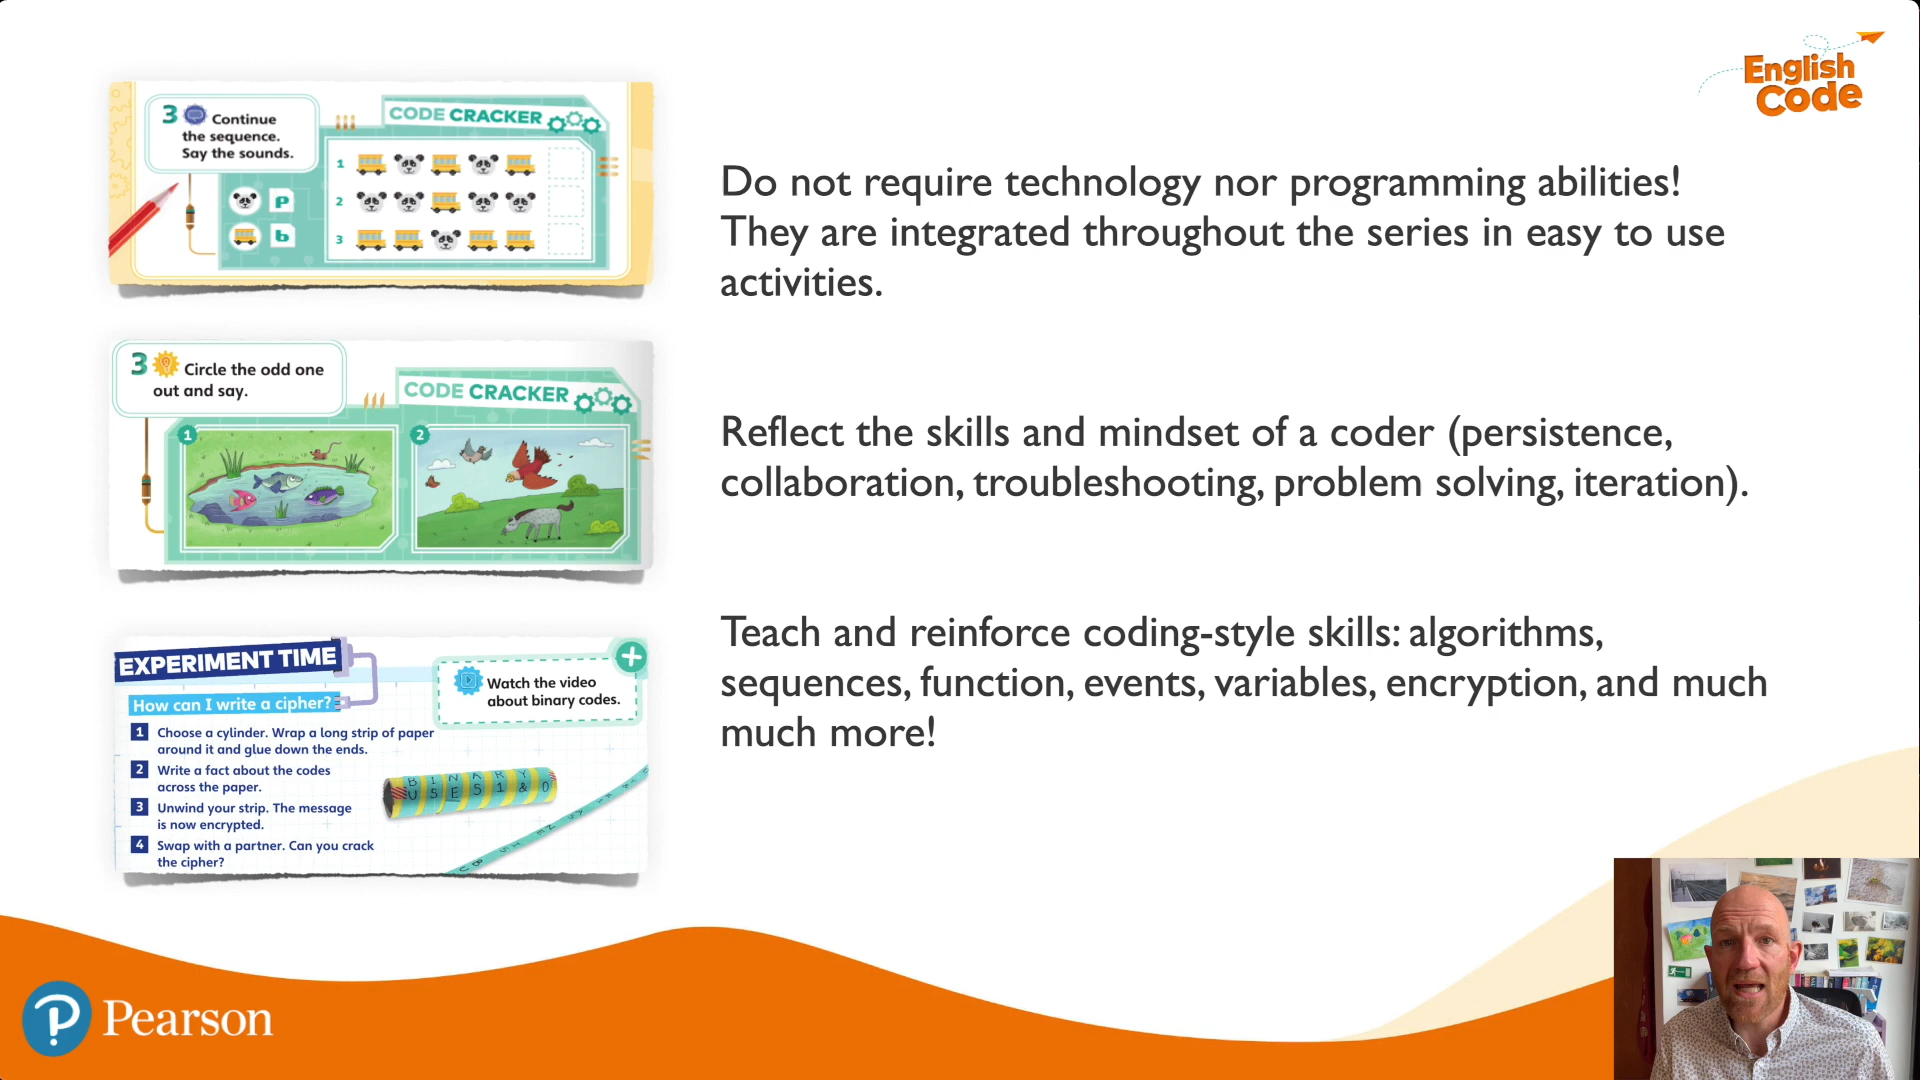 English
Code
3 Continue
the sequence.
Say the sounds.
CODE CRACKER
1
2
3
P
b
Do not require technology nor programming abilities!
They are integrated throughout the series in easy to use
activities.
3 Circle the odd one
out and say.
CODE CRACKER
1
2
Reflect the skills and mindset of a coder (persistence,
collaboration, troubleshooting, problem solving, iteration).
EXPERIMENT TIME
How can I write a cipher?
1 Choose a cylinder. Wrap a long strip of paper
around it and glue down the ends.
2 Write a fact about the codes
across the paper.
3 Unwind your strip. The message
is now encrypted.
4 Swap with a partner. Can you crack
the cipher?
Watch the video
about binary codes.
BINARY
USES 1 & 0
Teach and reinforce coding-style skills: algorithms,
sequences, function, events, variables, encryption, and much
much more!
Pearson